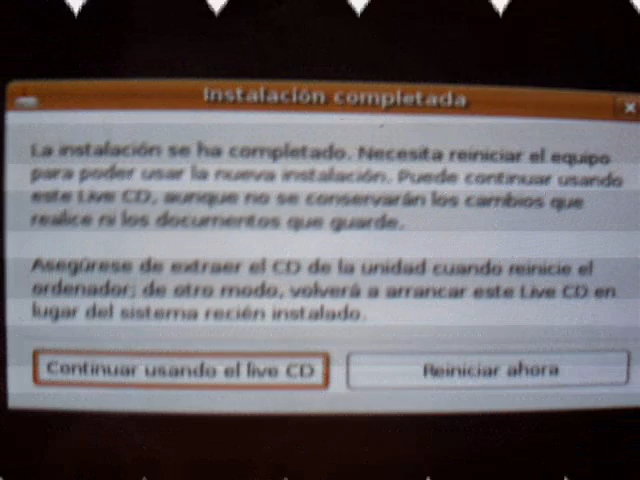 Instalación completada
La instalación se ha completado. Necesita reiniciar el equipo
para poder usar la nueva instalación. Puede continuar usando
este Live CD, aunque no se conservarán los cambios que
realice ni los documentos que guarde.
Asegúrese de extraer el CD de la unidad cuando reinicie el
ordenador; de otro modo, volverá a arrancar este Live CD en
lugar del sistema recién instalado.
Continuar usando el live CD
Reiniciar ahora